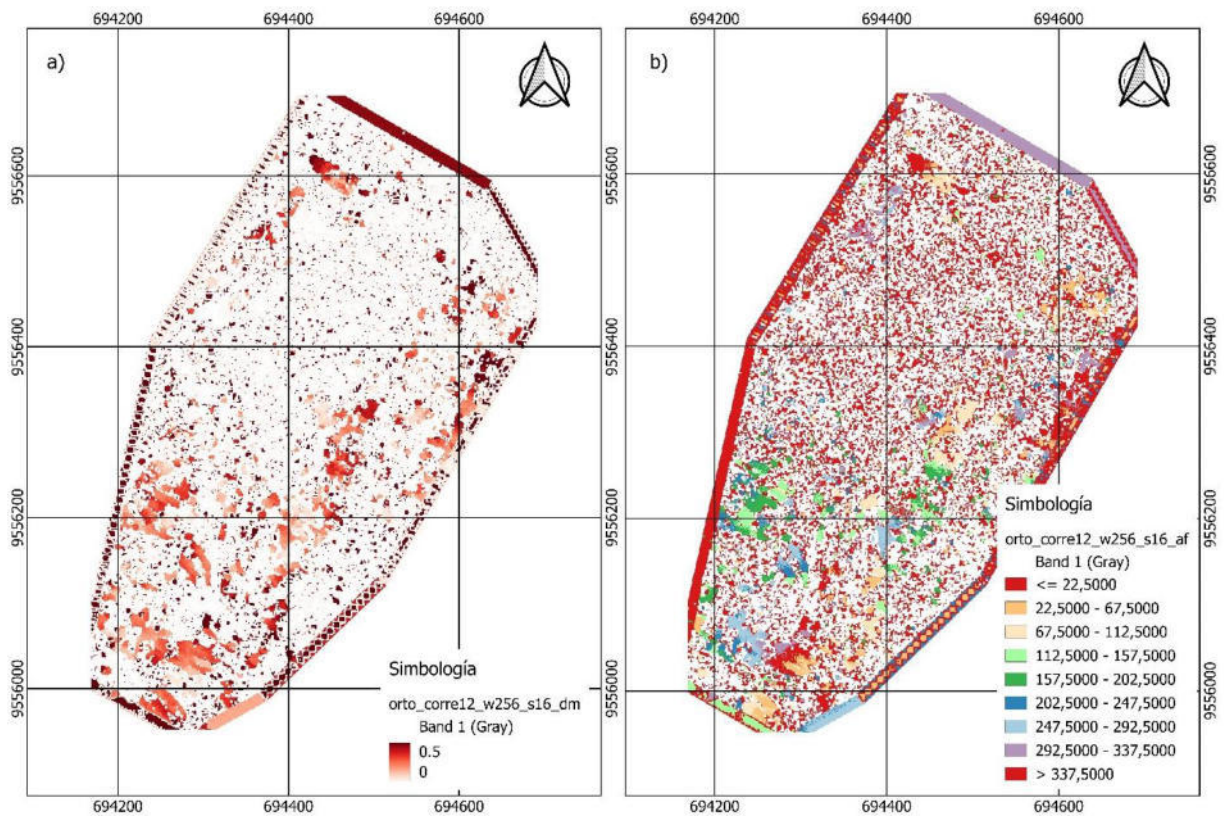 694200 694400 694600
a)
9556600
9556400
9556200
9556000
Simbología
orto_corre12_w256_s16_dm
Band 1 (Gray)
0.5
0
694200 694400 694600
694200 694400 694600
b)
9556600
9556400
9556200
9556000
Simbología
orto_corre12_w256_s16_af
Band 1 (Gray)
<= 22,5000
22,5000 - 67,5000
67,5000 - 112,5000
112,5000 - 157,5000
157,5000 - 202,5000
202,5000 - 247,5000
247,5000 - 292,5000
292,5000 - 337,5000
> 337,5000
694200 694400 694600